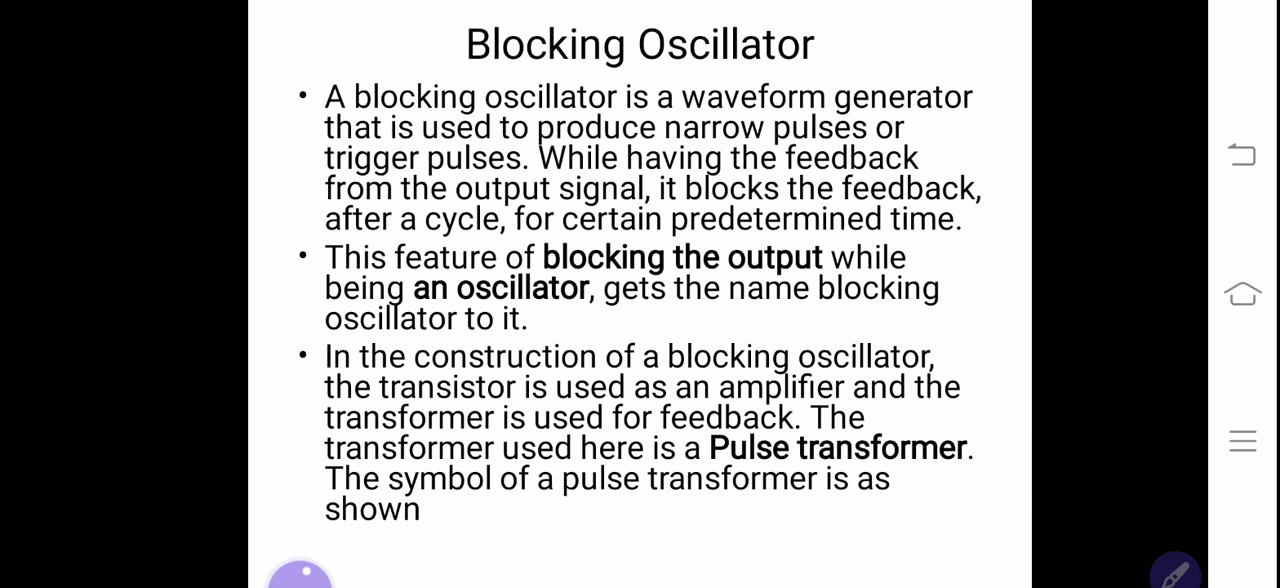 Blocking Oscillator
• A blocking oscillator is a waveform generator
that is used to produce narrow pulses or
trigger pulses. While having the feedback
from the output signal, it blocks the feedback,
after a cycle, for certain predetermined time.
• This feature of blocking the output while
being an oscillator, gets the name blocking
oscillator to it.
• In the construction of a blocking oscillator,
the transistor is used as an amplifier and the
transformer is used for feedback. The
transformer used here is a Pulse transformer.
The symbol of a pulse transformer is as
shown